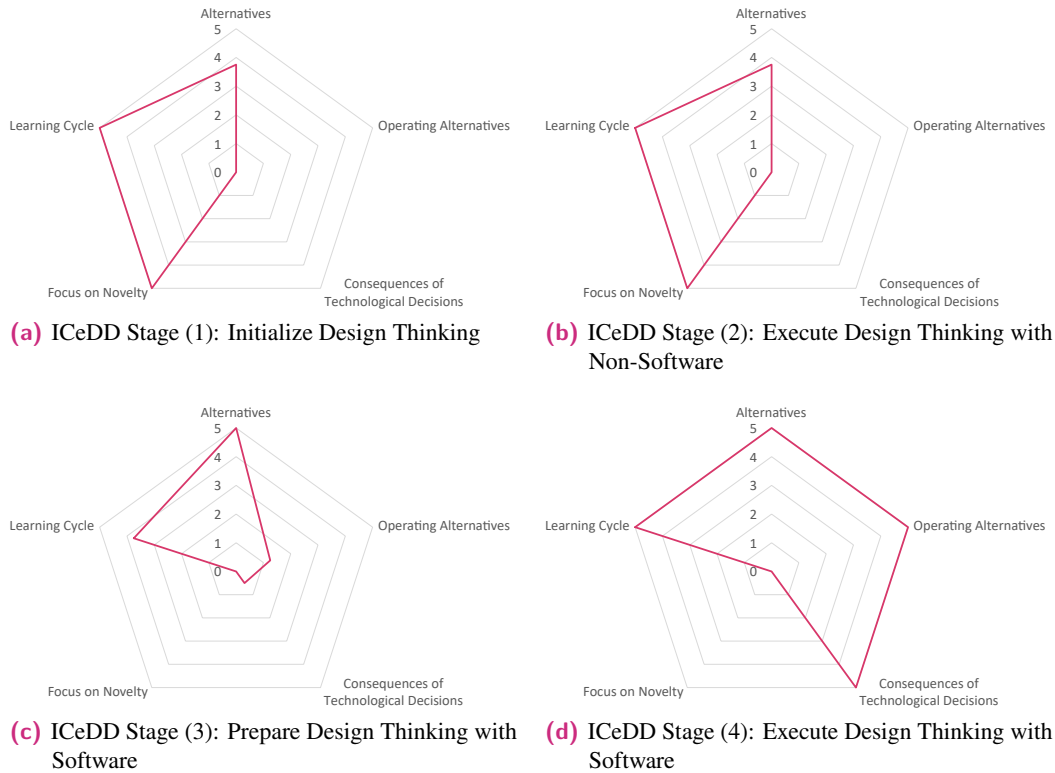 Alternatives
5
4
3
2
1
0
Learning Cycle
Operating Alternatives
Focus on Novelty
Consequences of
Technological Decisions
(a) ICeDD Stage (1): Initialize Design Thinking
Alternatives
5
4
3
2
1
0
Learning Cycle
Operating Alternatives
Focus on Novelty
Consequences of
Technological Decisions
(b) ICeDD Stage (2): Execute Design Thinking with
Non-Software
Alternatives
5
4
3
2
1
0
Learning Cycle
Operating Alternatives
Focus on Novelty
Consequences of
Technological Decisions
(c) ICeDD Stage (3): Prepare Design Thinking with
Software
Alternatives
5
4
3
2
1
0
Learning Cycle
Operating Alternatives
Focus on Novelty
Consequences of
Technological Decisions
(d) ICeDD Stage (4): Execute Design Thinking with
Software